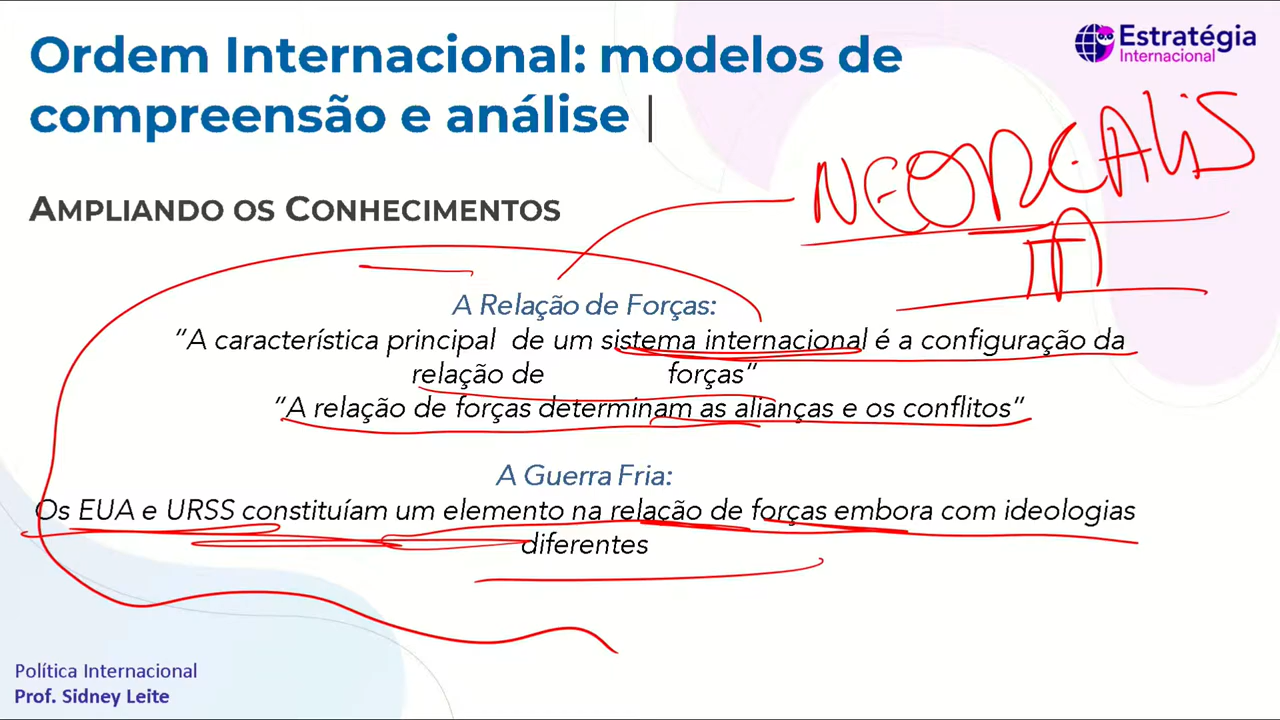 Ordem Internacional: modelos de
compreensão e análise |
Estratégia
Internacional
NEOREALIS
TA
AMPLIANDO OS CONHECIMENTOS
A Relação de Forças:
“A característica principal de um sistema internacional é a configuração da
relação de forças”
“A relação de forças determinam as alianças e os conflitos”
A Guerra Fria:
Os EUA e URSS constituíam um elemento na relação de forças embora com ideologias
diferentes
Política Internacional
Prof. Sidney Leite